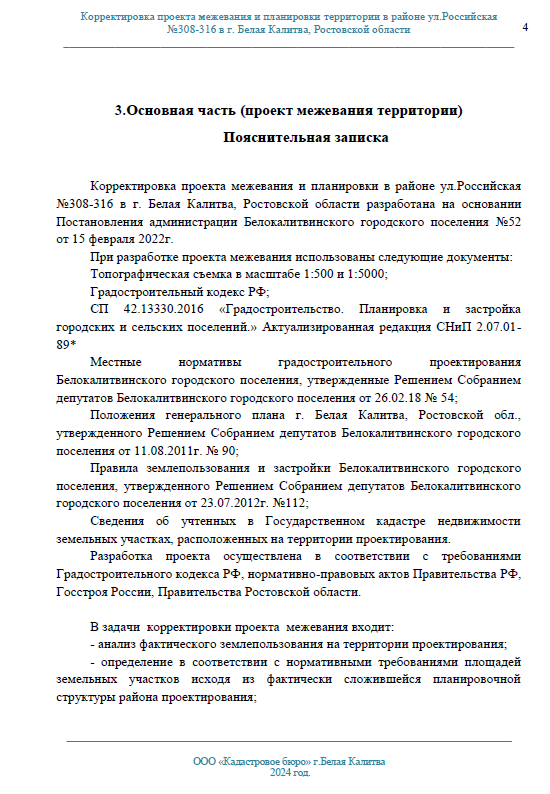 Корректировка проекта межевания и планировки территории в районе ул.Российская
№308-316 в г. Белая Калитва, Ростовской области
4
3.Основная часть (проект межевания территории)
Пояснительная записка
Корректировка проекта межевания и планировки в районе ул.Российская
№308-316 в г. Белая Калитва, Ростовской области разработана на основании
Постановления администрации Белокалитвинского городского поселения №52
от 15 февраля 2022г.
При разработке проекта межевания использованы следующие документы:
Топографическая съемка в масштабе 1:500 и 1:5000;
Градостроительный кодекс РФ;
СП 42.13330.2016 «Градостроительство. Планировка и застройка
городских и сельских поселений.» Актуализированная редакция СНиП 2.07.01-
89*
Местные нормативы градостроительного проектирования
Белокалитвинского городского поселения, утвержденные Решением Собранием
депутатов Белокалитвинского городского поселения от 26.02.18 № 54;
Положения генерального плана г. Белая Калитва, Ростовской обл.,
утвержденного Решением Собранием депутатов Белокалитвинского городского
поселения от 11.08.2011г. № 90;
Правила землепользования и застройки Белокалитвинского городского
поселения, утвержденного Решением Собранием депутатов Белокалитвинского
городского поселения от 23.07.2012г. №112;
Сведения об учтенных в Государственном кадастре недвижимости
земельных участках, расположенных на территории проектирования.
Разработка проекта осуществлена в соответствии с требованиями
Градостроительного кодекса РФ, нормативно-правовых актов Правительства РФ,
Госстроя России, Правительства Ростовской области.
В задачи корректировки проекта межевания входит:
- анализ фактического землепользования на территории проектирования;
- определение в соответствии с нормативными требованиями площадей
земельных участков исходя из фактически сложившейся планировочной
структуры района проектирования;
ООО «Кадастровое бюро» г.Белая Калитва
2024 год.